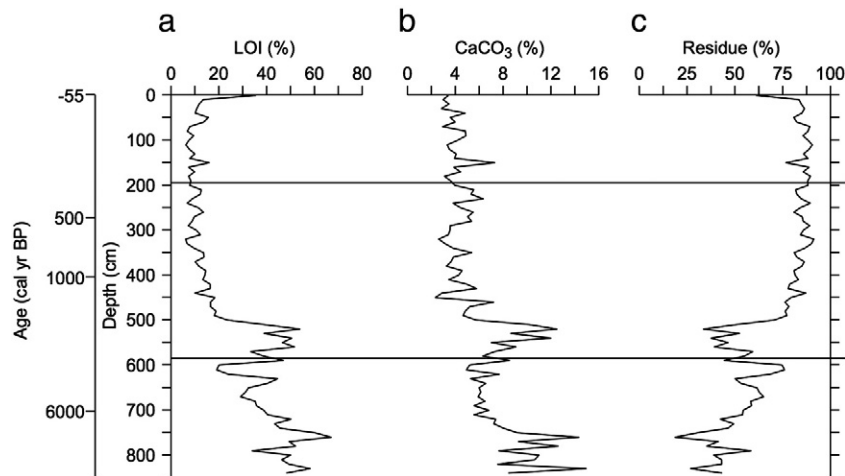 a b c
LOI (%) CaCO₃ (%) Residue (%)
0 20 40 60 80 0 4 8 12 16 0 25 50 75 100
-55 0
100
200
500 300
1000 400
500
600
6000 700
800
Age (cal yr BP)
Depth (cm)